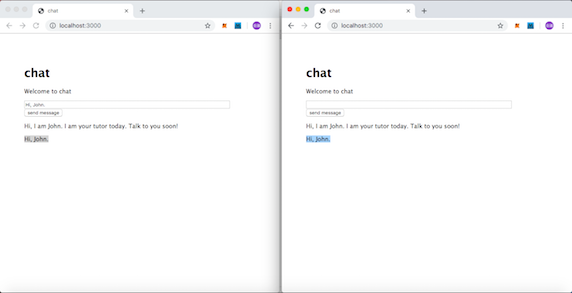 chat
localhost:3000
chat
Welcome to chat
Hi, John.
send message
Hi, I am John. I am your tutor today. Talk to you soon!
Hi, John.
chat
localhost:3000
chat
Welcome to chat
send message
Hi, I am John. I am your tutor today. Talk to you soon!
Hi, John.